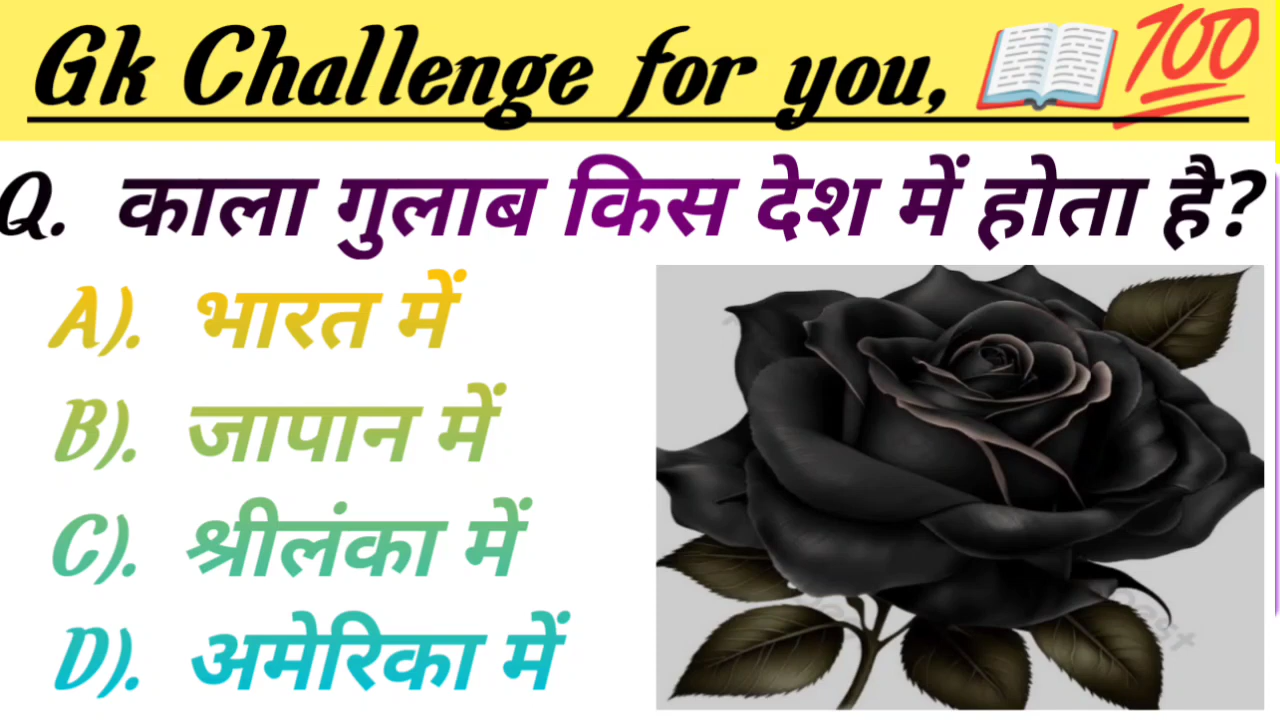 Gk Challenge for you, 📖💯
Q. काला गुलाब किस देश में होता है?
A). भारत में
B). जापान में
C). श्रीलंका में
D). अमेरिका में